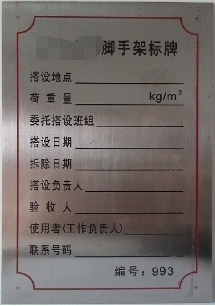 脚手架标牌
搭设地点
荷重量 kg/m²
委托搭设班组
搭设日期
拆除日期
搭设负责人
验收人
使用者(工作负责人)
联系号码
编号：993